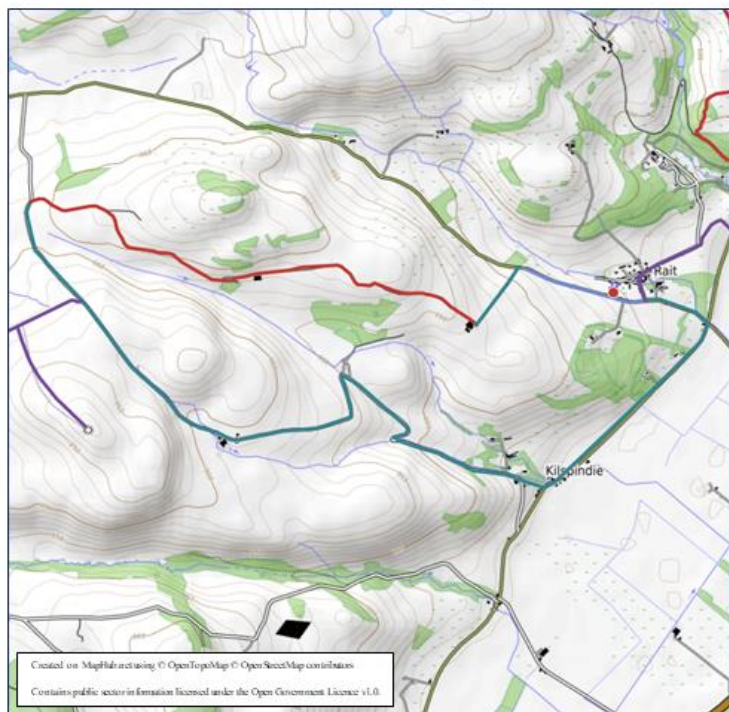 Rait
Kilspindie
Created on MapHub.net using © OpenTopoMap © OpenStreetMap contributors
Contains public sector information licensed under the Open Government Licence v1.0.